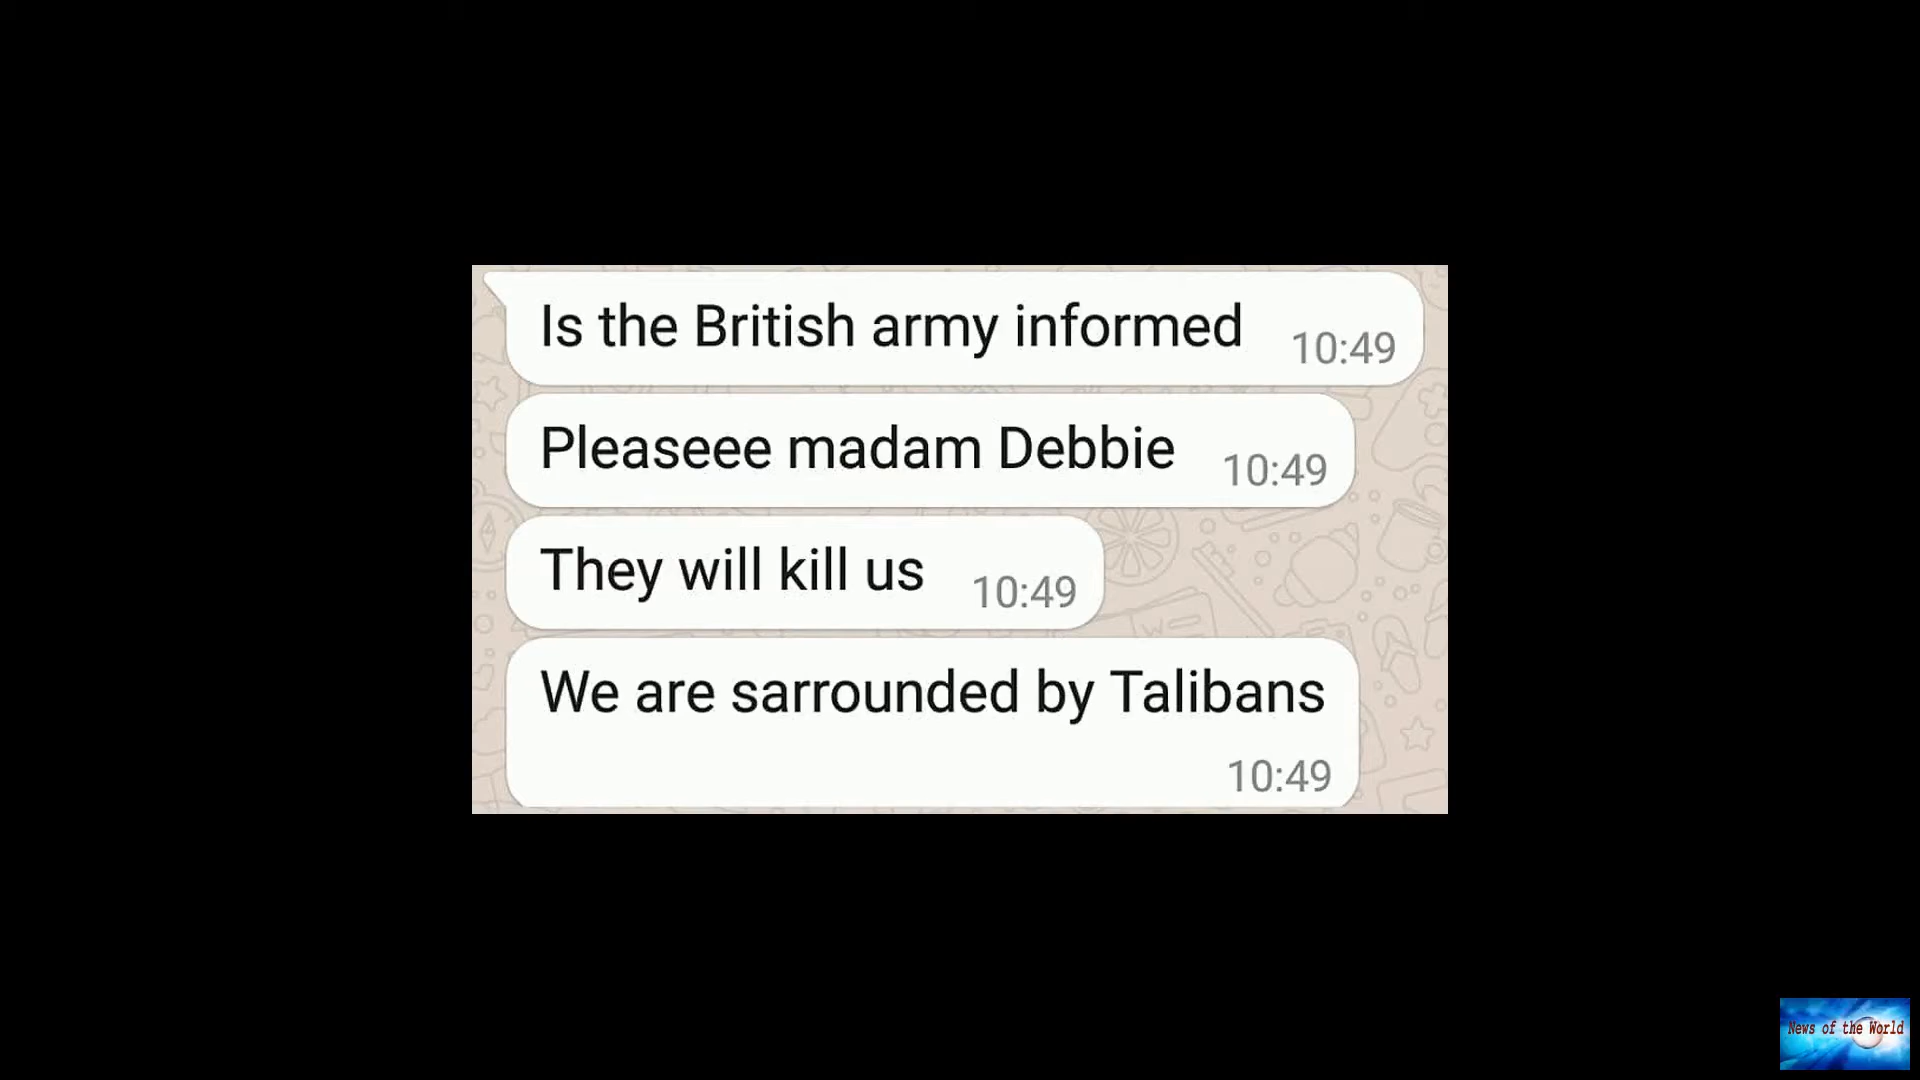 Is the British army informed 10:49
Pleaseee madam Debbie 10:49
They will kill us 10:49
We are sarrounded by Talibans
10:49
News of the World